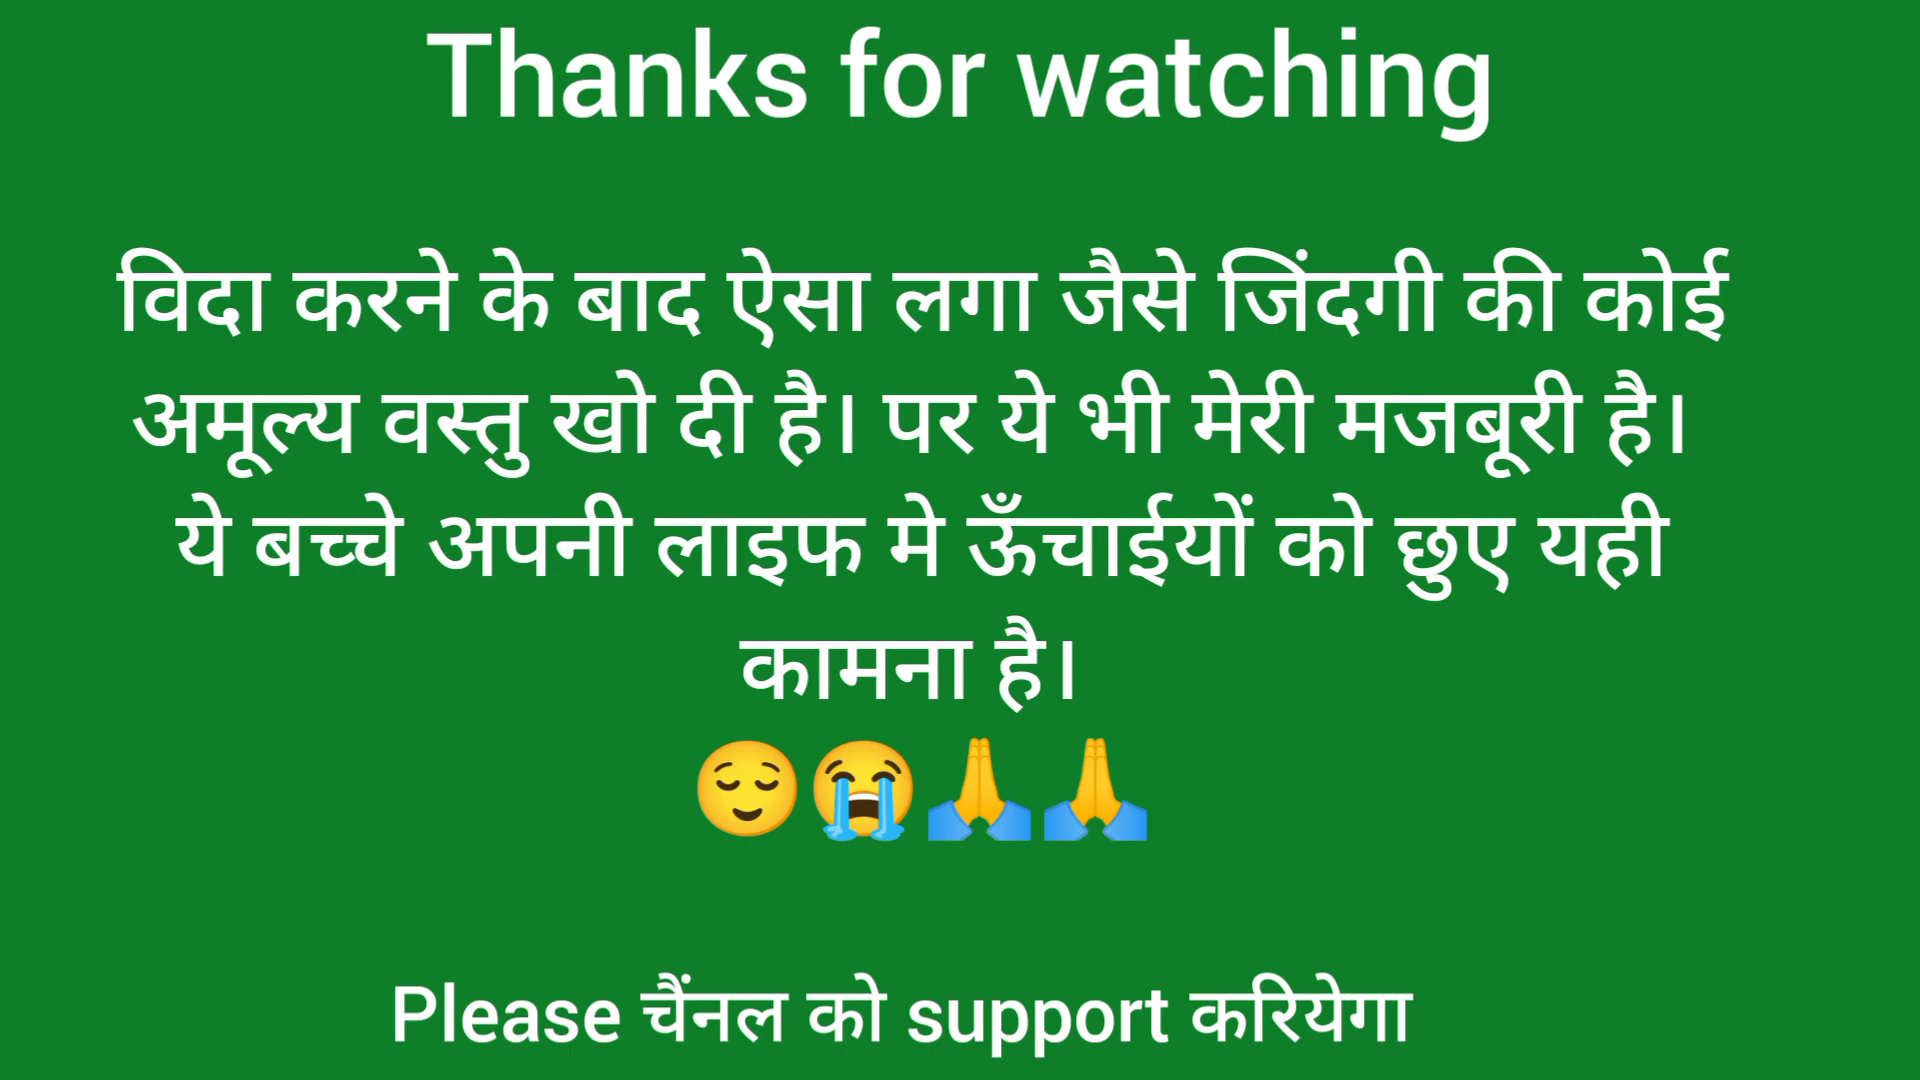 Thanks for watching
विदा करने के बाद ऐसा लगा जैसे जिंदगी की कोई
अमूल्य वस्तु खो दी है। पर ये भी मेरी मजबूरी है।
ये बच्चे अपनी लाइफ मे ऊँचाईयों को छुए यही
कामना है।
😌😭🙏🙏
Please चैंनल को support करियेगा